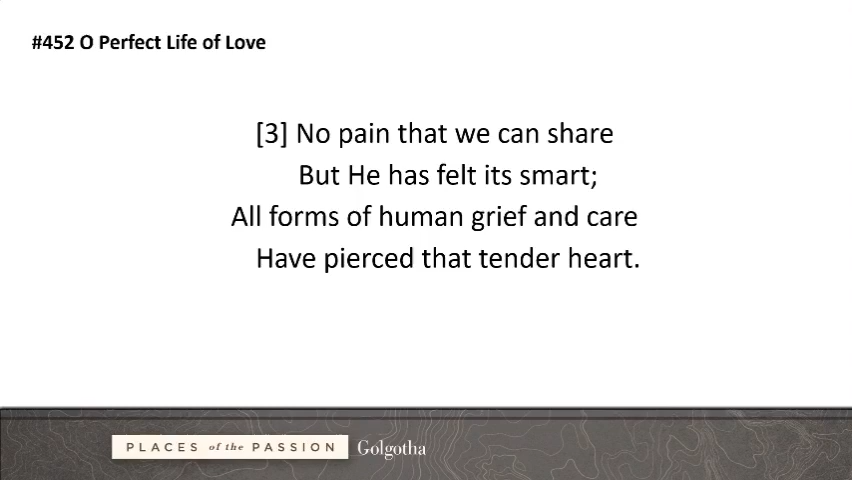 #452 O Perfect Life of Love
[3] No pain that we can share
But He has felt its smart;
All forms of human grief and care
Have pierced that tender heart.
PLACES of the PASSION Golgotha